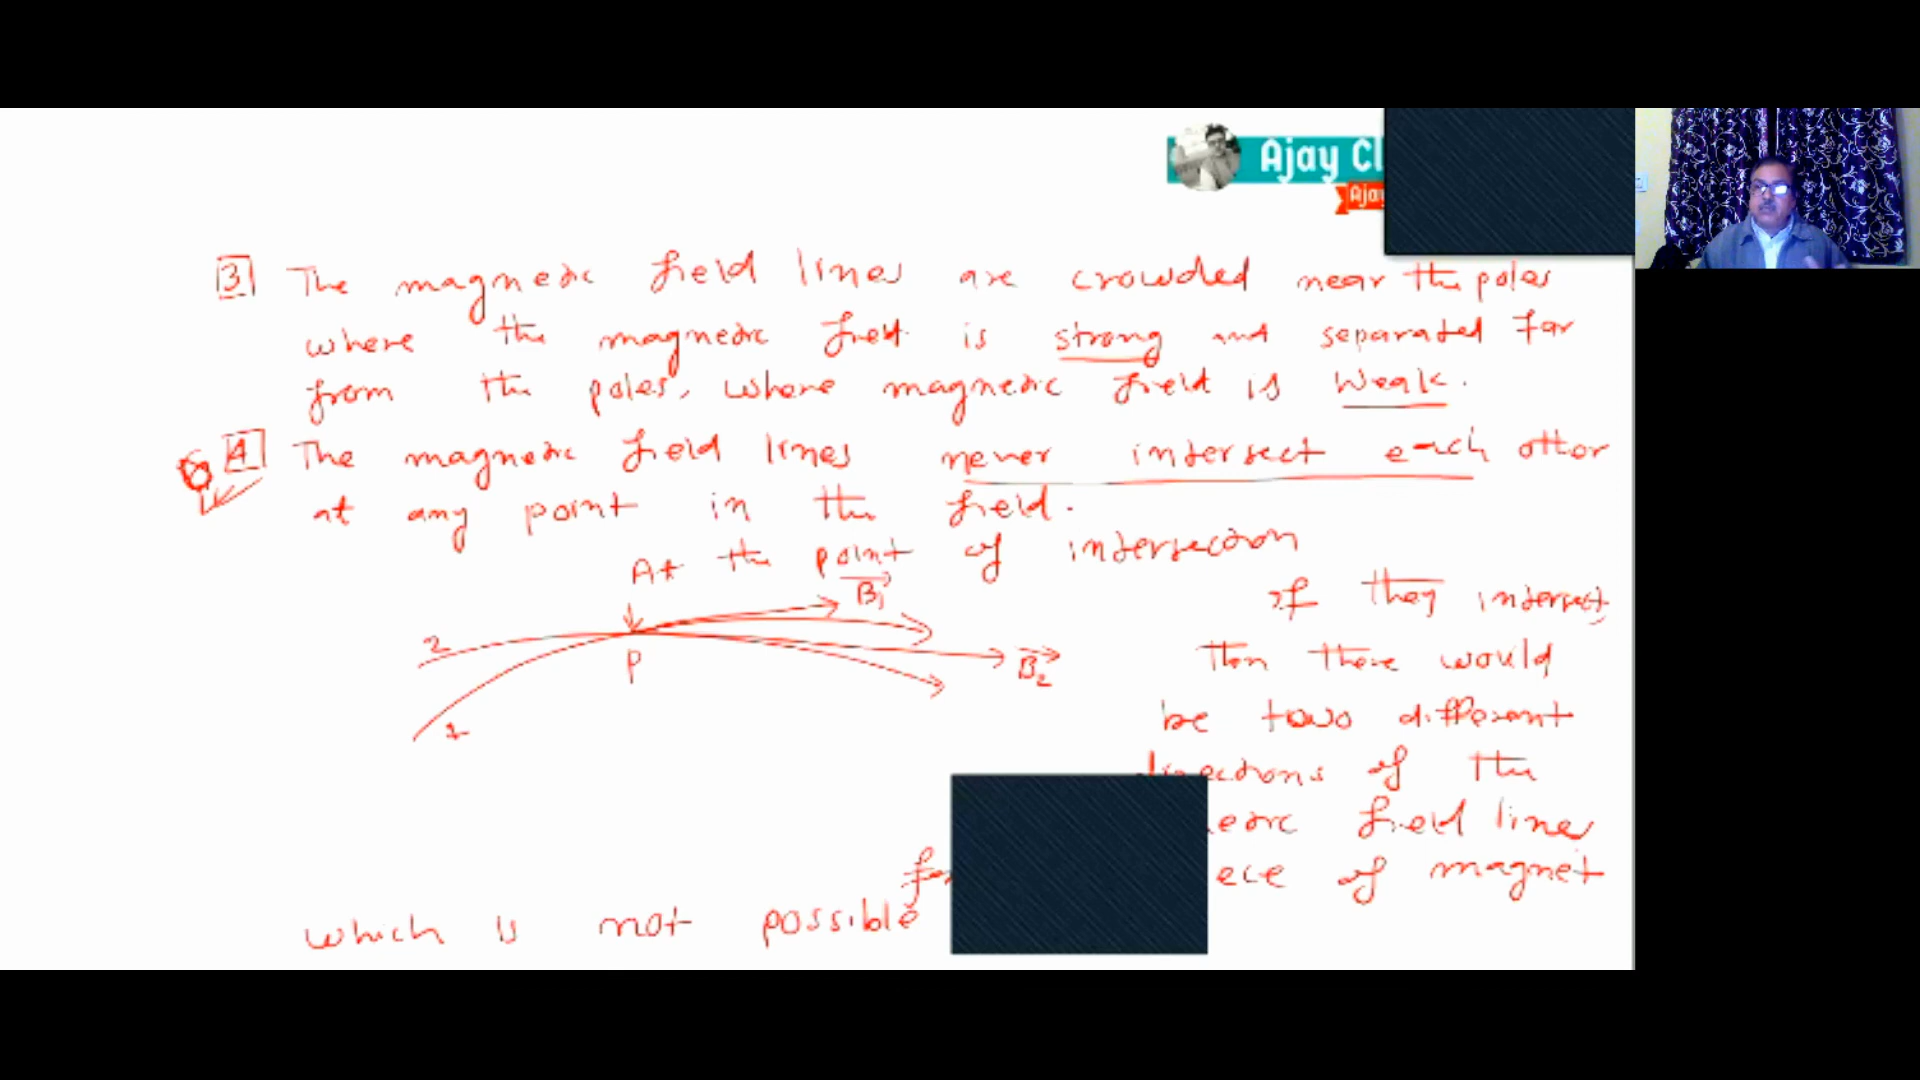 Ajay Cl
Ajay
3 The magnetic field lines are crowded near the poles
where the magnetic field is strong and separated far
from the poles, where magnetic field is weak.
4 The magnetic field lines never intersect each other
at any point in the field.
At the point of intersection
B1
if they intersect,
2
P
B2
then there would
1
be two different
directions of the
field lines
of magnet
which is not possible